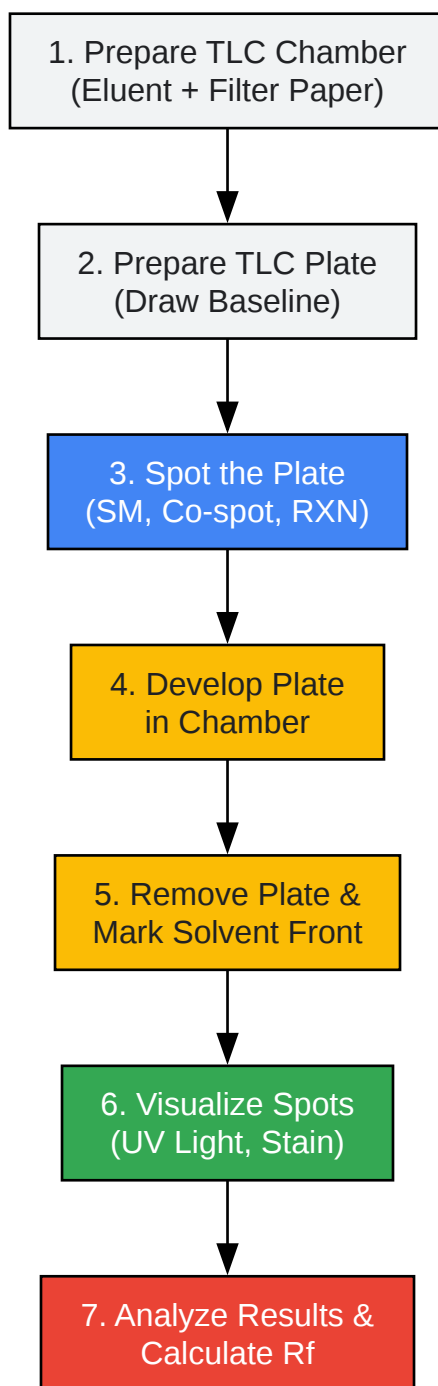 1. Prepare TLC Chamber
(Eluent + Filter Paper)
2. Prepare TLC Plate
(Draw Baseline)
3. Spot the Plate
(SM, Co-spot, RXN)
4. Develop Plate
in Chamber
5. Remove Plate &
Mark Solvent Front
6. Visualize Spots
(UV Light, Stain)
7. Analyze Results &
Calculate Rf